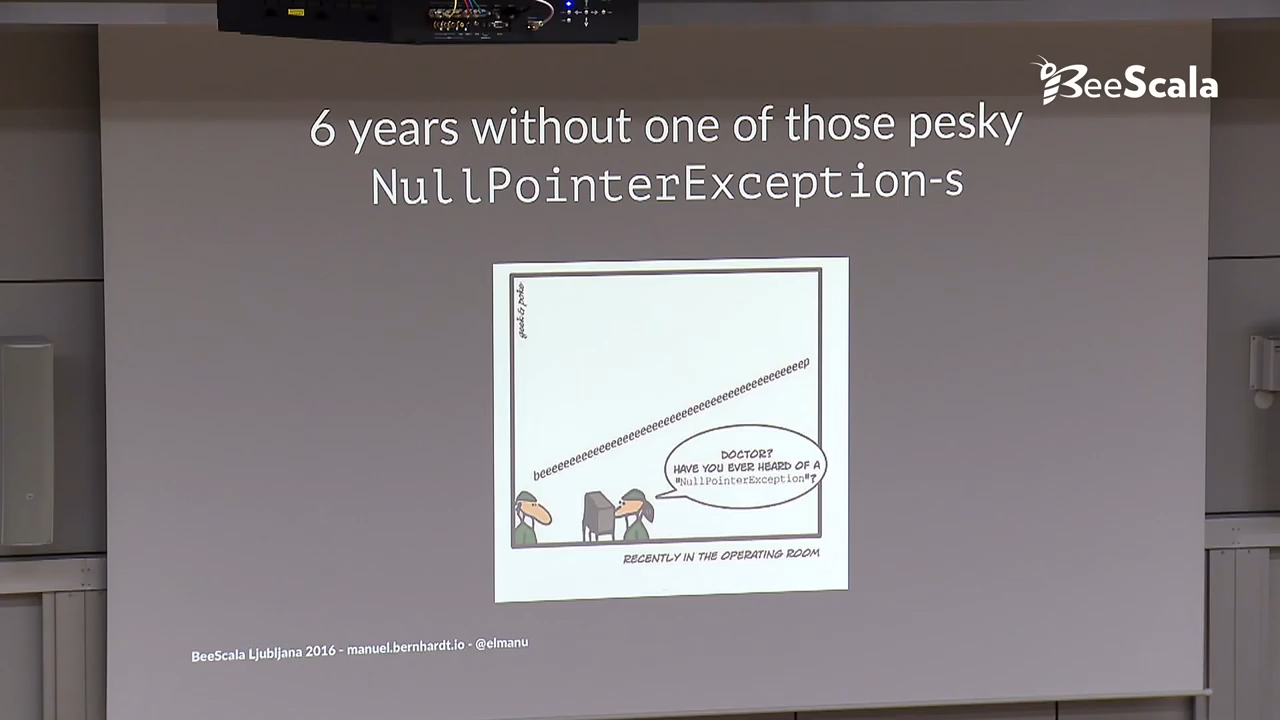 BeeScala
6 years without one of those pesky
NullPointerException-s
geek & poke
beeeeeeeeeeeeeeeeeeeeeeeeeeeeeeeeeeeeeeeeeeeeep
DOCTOR?
HAVE YOU EVER HEARD OF A
"NullPointerException"?
RECENTLY IN THE OPERATING ROOM
BeeScala Ljubljana 2016 - manuel.bernhardt.io - @elmanu